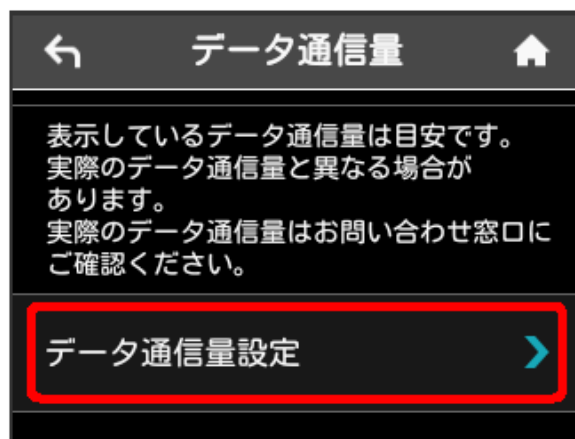 データ通信量
表示しているデータ通信量は目安です。
実際のデータ通信量と異なる場合が
あります。
実際のデータ通信量はお問い合わせ窓口に
ご確認ください。
データ通信量設定